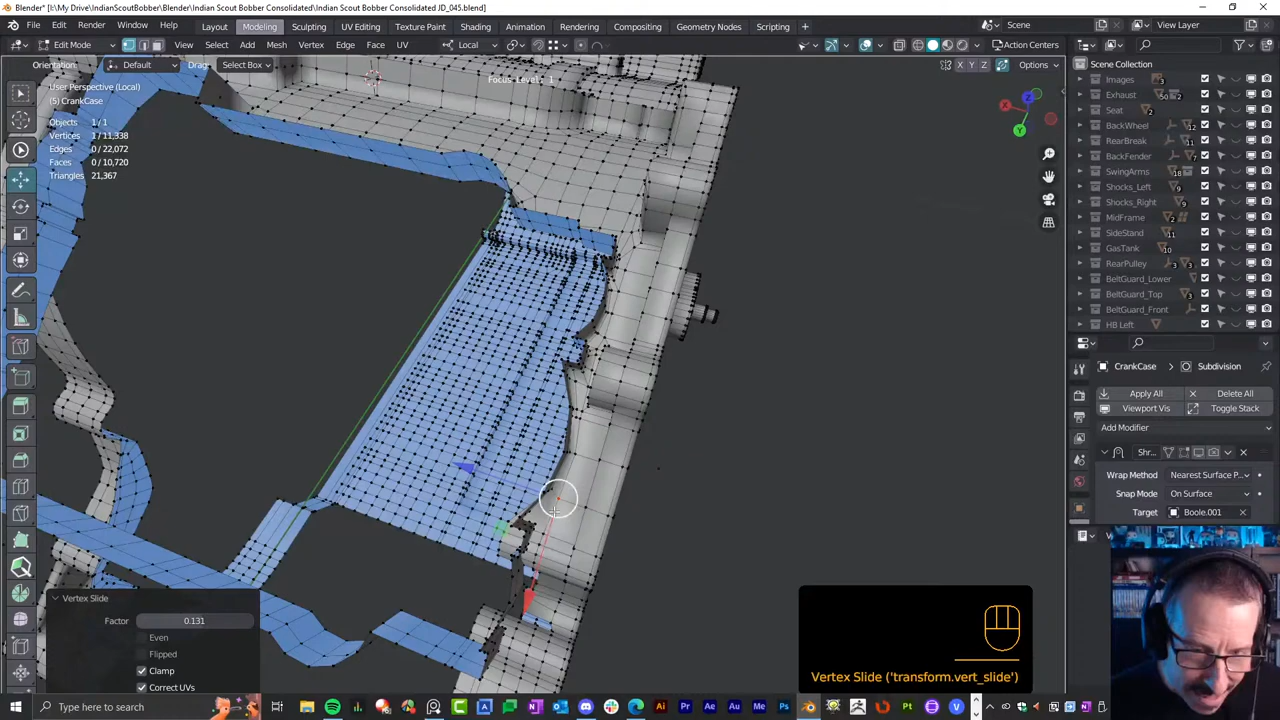 Blender* [I:\My Drive\IndianScoutBobber\Blender\Indian Scout Bobber Consolidated\Indian Scout Bobber Consolidated JD_045.blend]
File Edit Render Window Help
Layout Modeling Sculpting UV Editing Texture Paint Shading Animation Rendering Compositing Geometry Nodes Scripting +
Scene View Layer
Edit Mode View Select Add Mesh Vertex Edge Face UV Local Action Centers
Orientation: Default Drag: Select Box Focus Level: 1 X Y Z Options
User Perspective (Local)
(5) CrankCase
Objects 1/1
Vertices 1/11,338
Edges 0/22,072
Faces 0/10,720
Triangles 21,367
Scene Collection
Images
Exhaust
Seat
BackWheel
RearBreak
BackFender
SwingArms
Shocks_Left
Shocks_Right
MidFrame
SideStand
GasTank
RearPulley
BeltGuard_Lower
BeltGuard_Top
BeltGuard_Front
HB Left
CrankCase > Subdivision
Apply All Delete All
Viewport Vis Toggle Stack
Add Modifier
Shr...
Wrap Method Nearest Surface P...
Snap Mode On Surface
Target Boole.001
Vertex Slide
Factor 0.131
Even
Flipped
Clamp
Correct UVs
Vertex Slide ('transform.vert_slide')
Type here to search